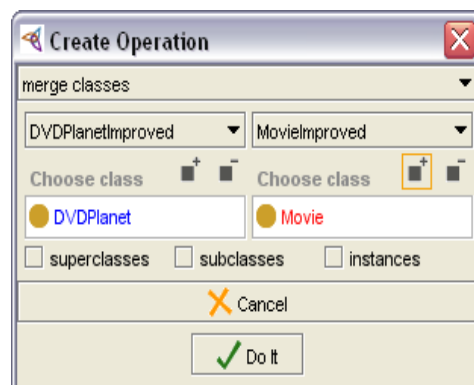 Create Operation
merge classes
DVDPlanetImproved MovieImproved
Choose class Choose class
DVDPlanet Movie
superclasses subclasses instances
Cancel
Do It